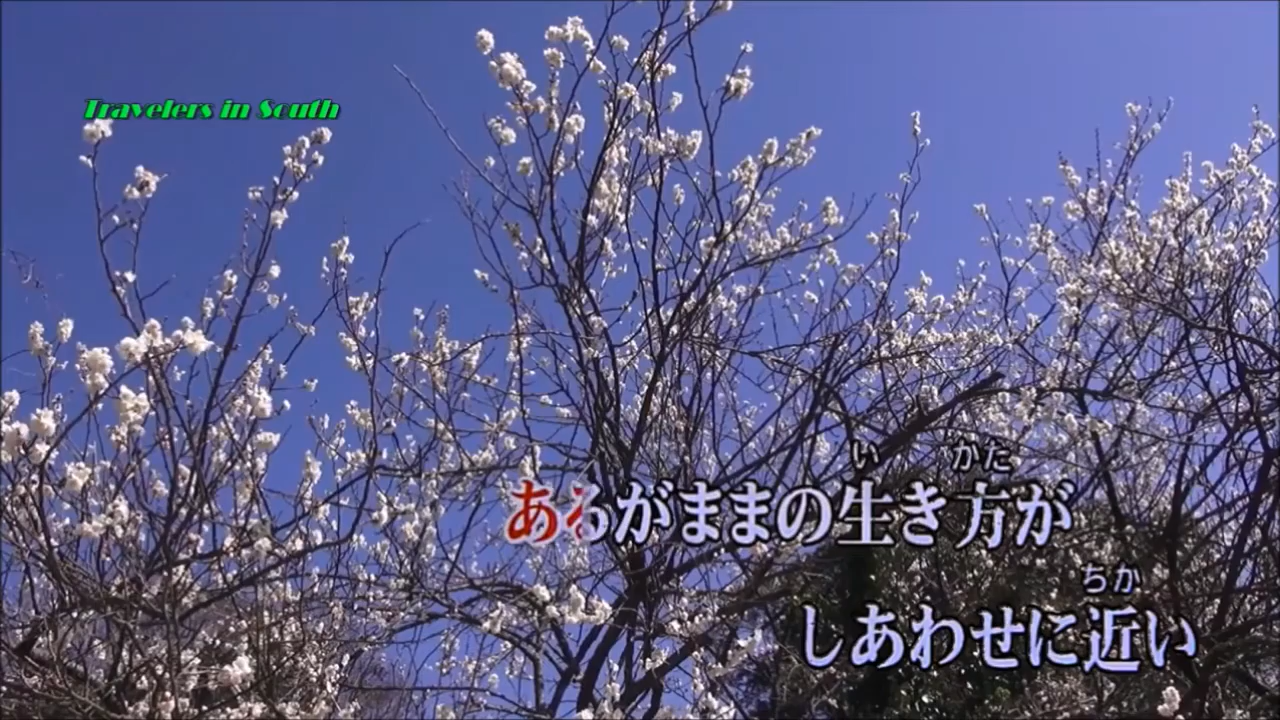 Travelers in South
い かた
あるがままの生き方が
ちか
しあわせに近い